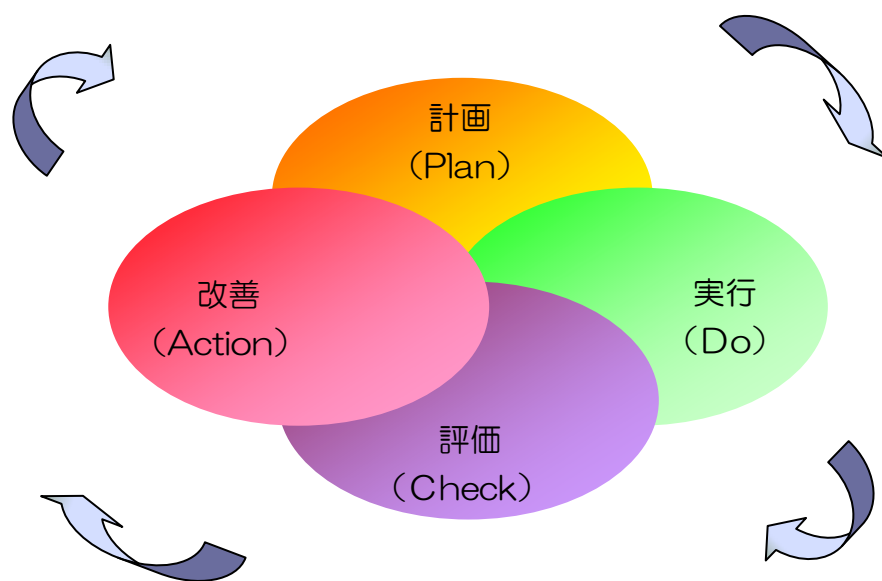 計画
（Plan）
改善
（Action）
実行
（Do）
評価
（Check）